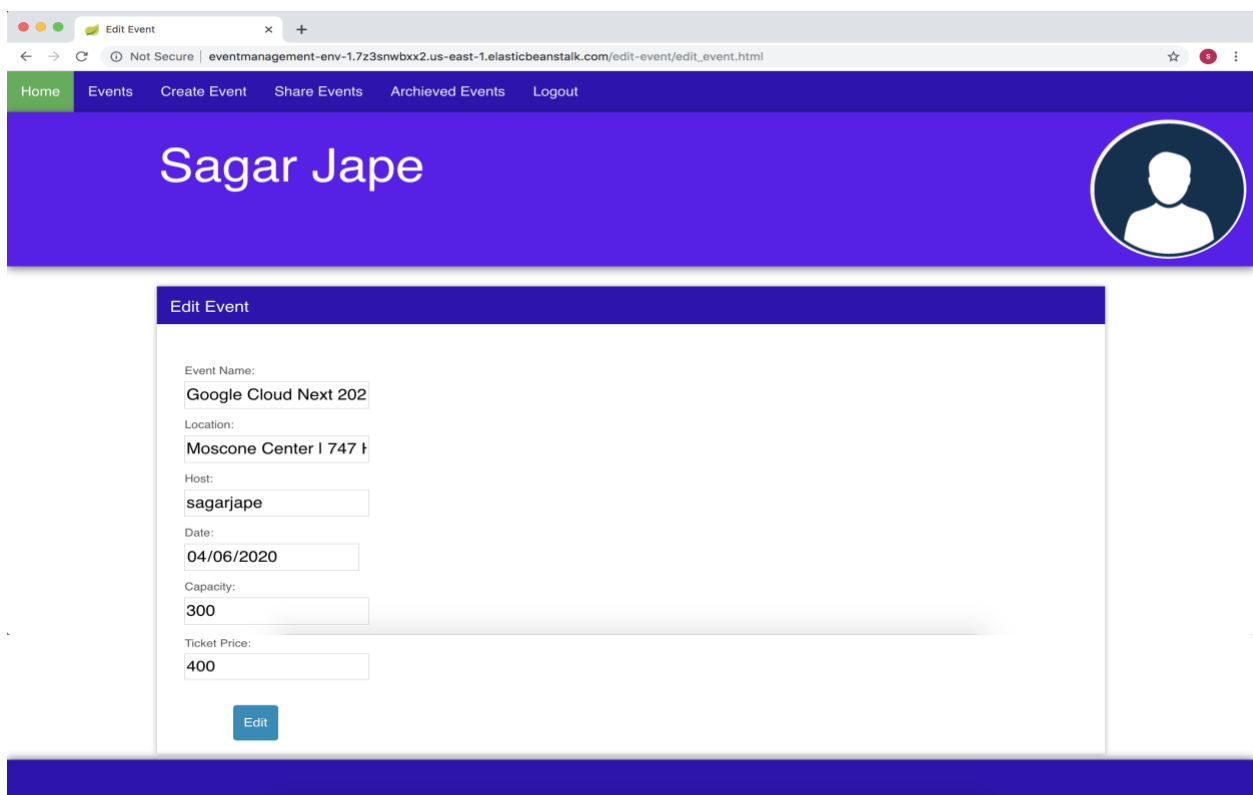 Edit Event
Not Secure eventmanagement-env-1.7z3snwbxx2.us-east-1.elasticbeanstalk.com/edit-event/edit_event.html
S
Home Events Create Event Share Events Archieved Events Logout
Sagar Jape
Edit Event
Event Name:
Google Cloud Next 202
Location:
Moscone Center | 747
Host:
sagarjape
Date:
04/06/2020
Capacity:
300
Ticket Price:
400
Edit